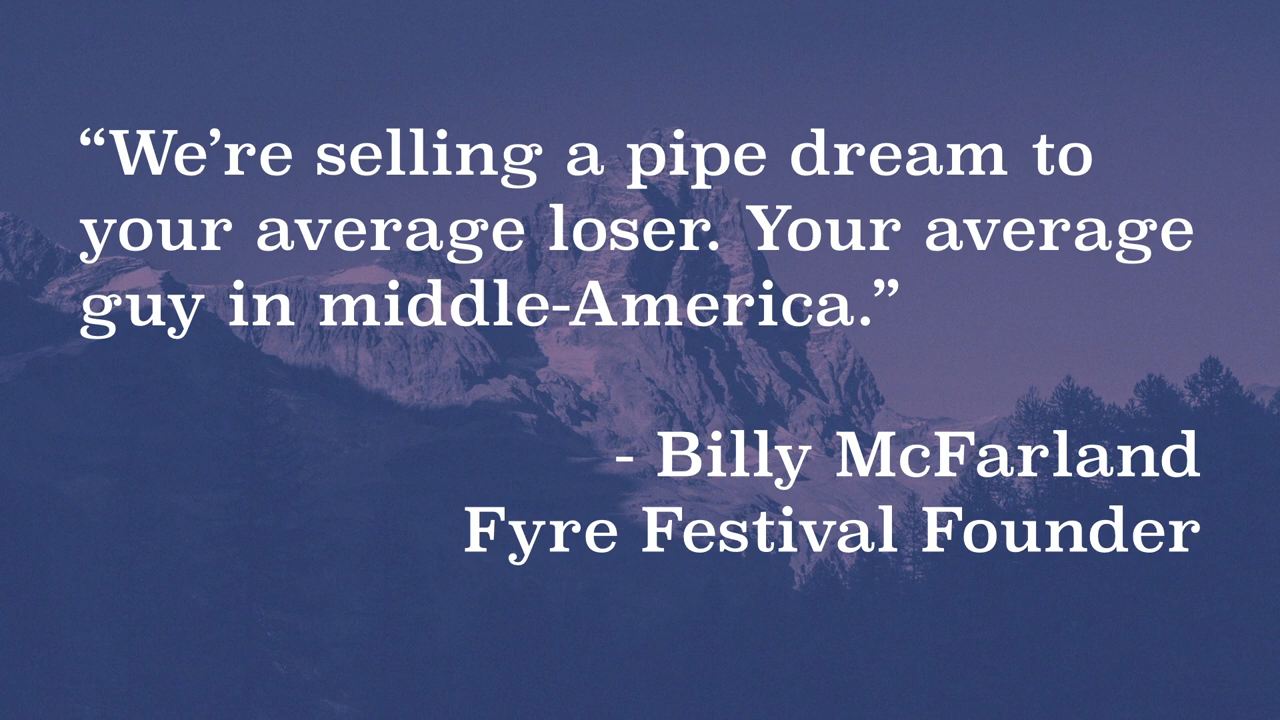 “We’re selling a pipe dream to
your average loser. Your average
guy in middle-America.”
- Billy McFarland
Fyre Festival Founder